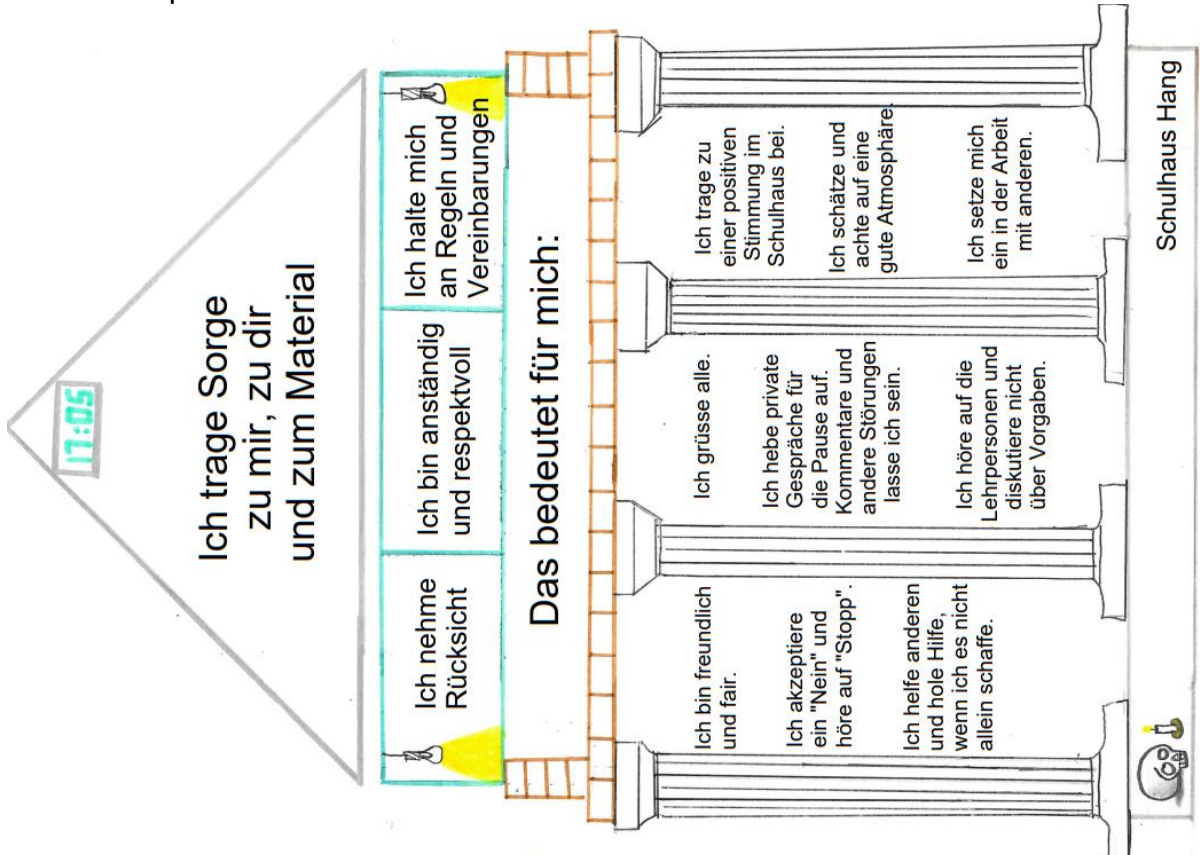 17:05
Ich trage Sorge
zu mir, zu dir
und zum Material
Ich nehme
Rücksicht
Ich bin anständig
und respektvoll
Ich halte mich
an Regeln und
Vereinbarungen
Das bedeutet für mich:
Ich bin freundlich
und fair.
Ich akzeptiere
ein "Nein" und
höre auf "Stopp".
Ich helfe anderen
und hole Hilfe,
wenn ich es nicht
allein schaffe.
Ich grüsse alle.
Ich hebe private
Gespräche für
die Pause auf.
Kommentare und
andere Störungen
lasse ich sein.
Ich höre auf die
Lehrpersonen und
diskutiere nicht
über Vorgaben.
Ich trage zu
einer positiven
Stimmung im
Schulhaus bei.
Ich schätze und
achte auf eine
gute Atmosphäre.
Ich setze mich
ein in der Arbeit
mit anderen.
Schulhaus Hang